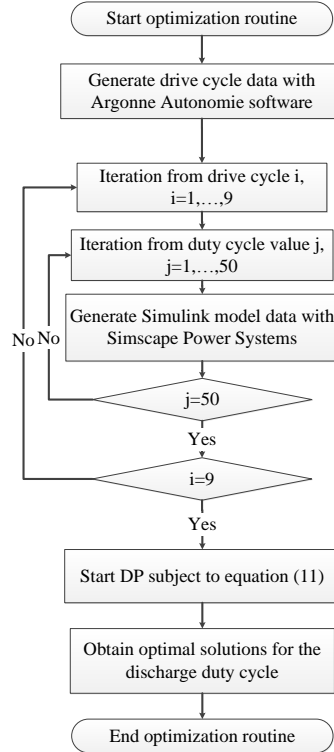 Start optimization routine
Generate drive cycle data with
Argonne Autonomie software
Iteration from drive cycle i,
i=1,…,9
Iteration from duty cycle value j,
j=1,…,50
Generate Simulink model data with
Simscape Power Systems
No
No
j=50
Yes
i=9
Yes
Start DP subject to equation (11)
Obtain optimal solutions for the
discharge duty cycle
End optimization routine